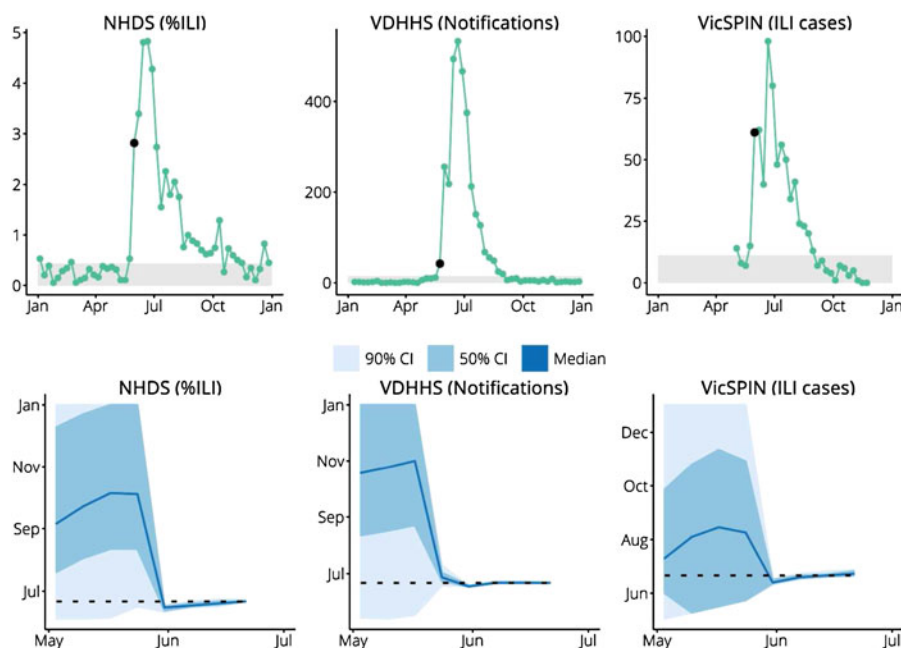 NHDS (%ILI)
VDHHS (Notifications)
VicSPIN (ILI cases)
5
4
3
2
1
0
Jan Apr Jul Oct Jan
400
200
0
Jan Apr Jul Oct Jan
100
75
50
25
0
Jan Apr Jul Oct Jan
90% CI 50% CI Median
NHDS (%ILI)
VDHHS (Notifications)
VicSPIN (ILI cases)
Jan
Nov
Sep
Jul
May Jun Jul
Jan
Nov
Sep
Jul
May Jun Jul
Dec
Oct
Aug
Jun
May Jun Jul